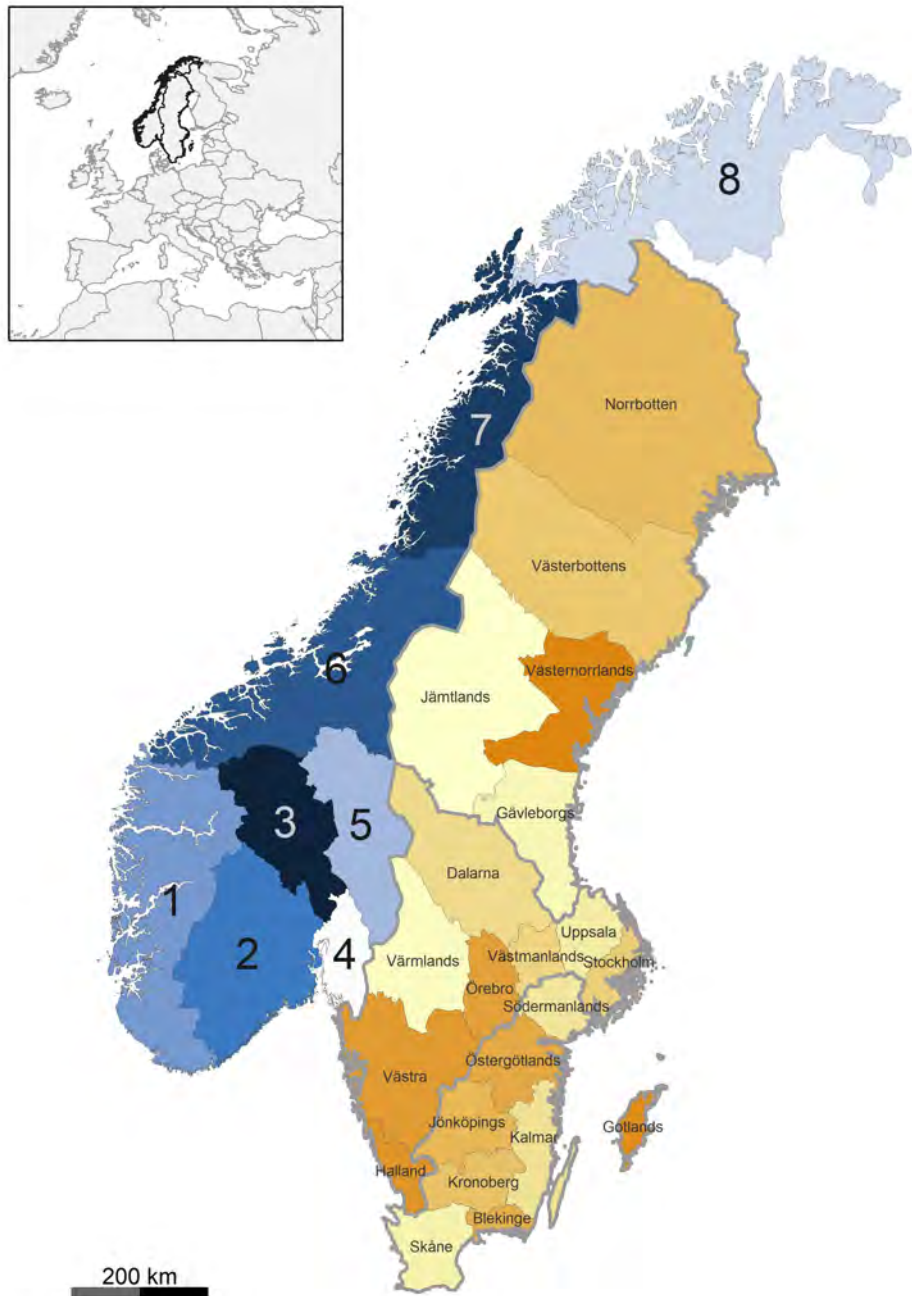 8
7
Norrbotten
Västerbottens
6
Västernorrlands
Jämtlands
3
5
Gävleborgs
1
2
4
Dalarna
Uppsala
Västmanlands
Stockholm
Värmlands
Örebro
Södermanlands
Östergötlands
Västra
Jönköpings
Gotlands
Kalmar
Halland
Kronoberg
Blekinge
Skåne
200 km